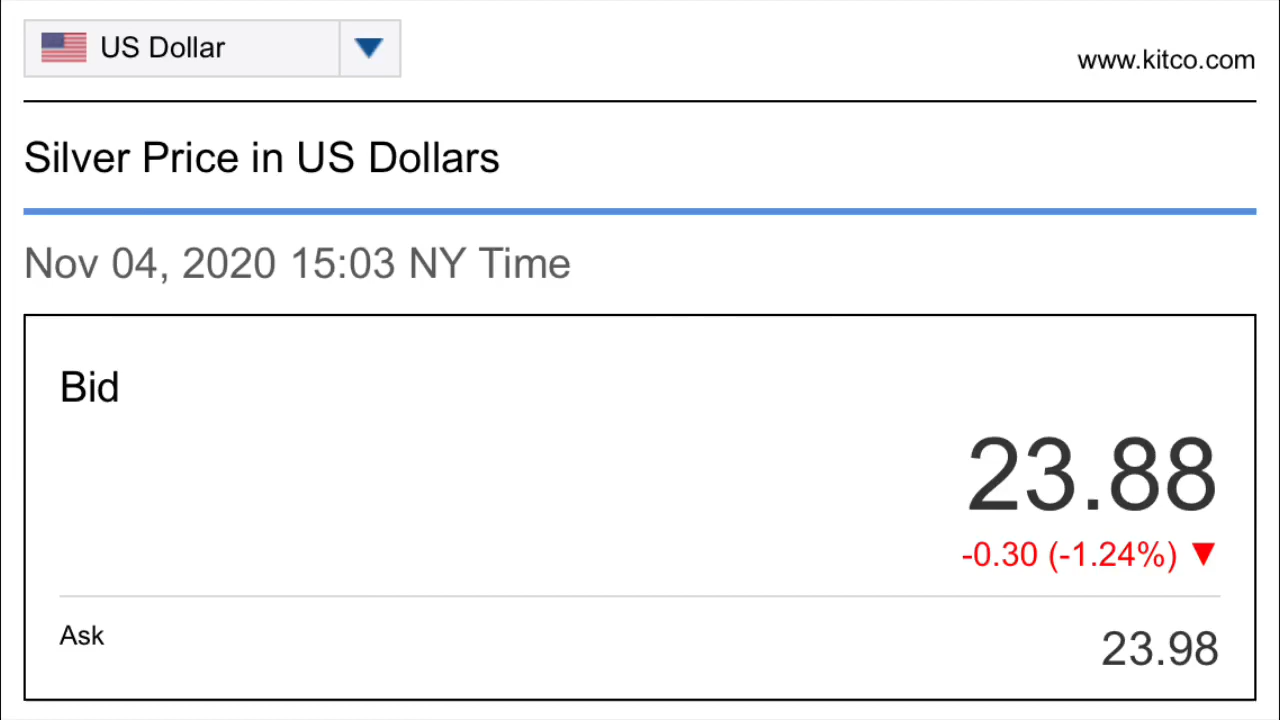 US Dollar
www.kitco.com
Silver Price in US Dollars
Nov 04, 2020 15:03 NY Time
Bid
23.88
-0.30 (-1.24%) ▼
Ask
23.98